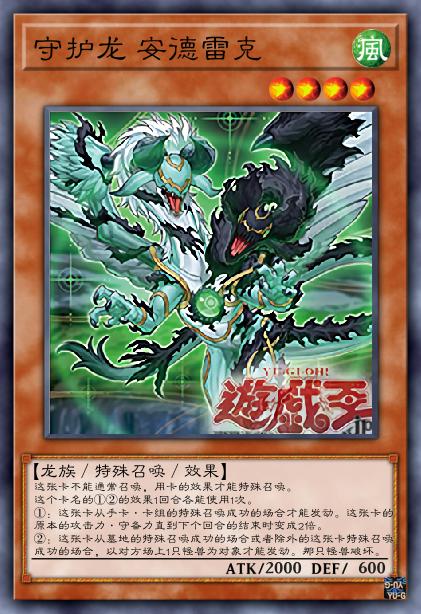 守护龙 安德雷克
風
YU-GI-OH!
遊戯王
.jp
【龙族/特殊召唤/效果】
这张卡不能通常召唤，用卡的效果才能特殊召唤。
这个卡名的①②的效果1回合各能使用1次。
①：这张卡从手卡·卡组的特殊召唤成功的场合才能发动。这张卡的
原本的攻击力·守备力直到下个回合的结束时变成2倍。
②：这张卡从墓地的特殊召唤成功的场合或者除外的这张卡特殊召唤
成功的场合，以对方场上1只怪兽为对象才能发动。那只怪兽破坏。
ATK/2000 DEF/ 600